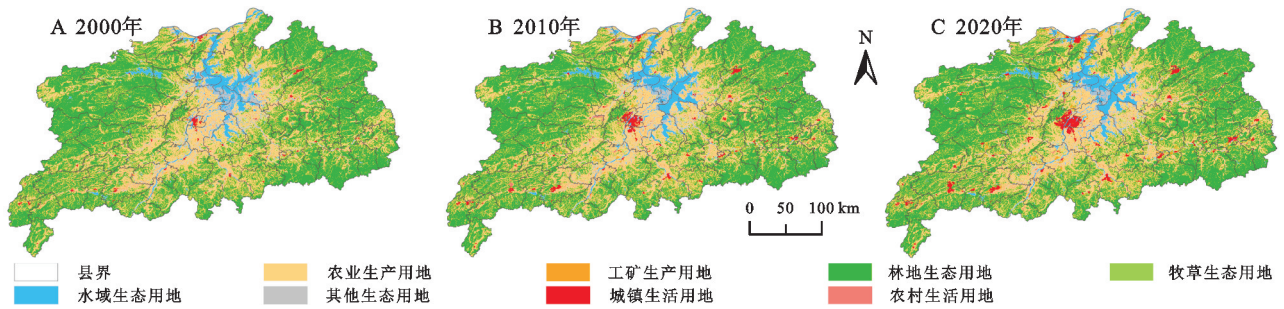 A 2000年
B 2010年
N
C 2020年
0 50 100 km
县界
农业生产用地
工矿生产用地
林地生态用地
牧草生态用地
水域生态用地
其他生态用地
城镇生活用地
农村生活用地